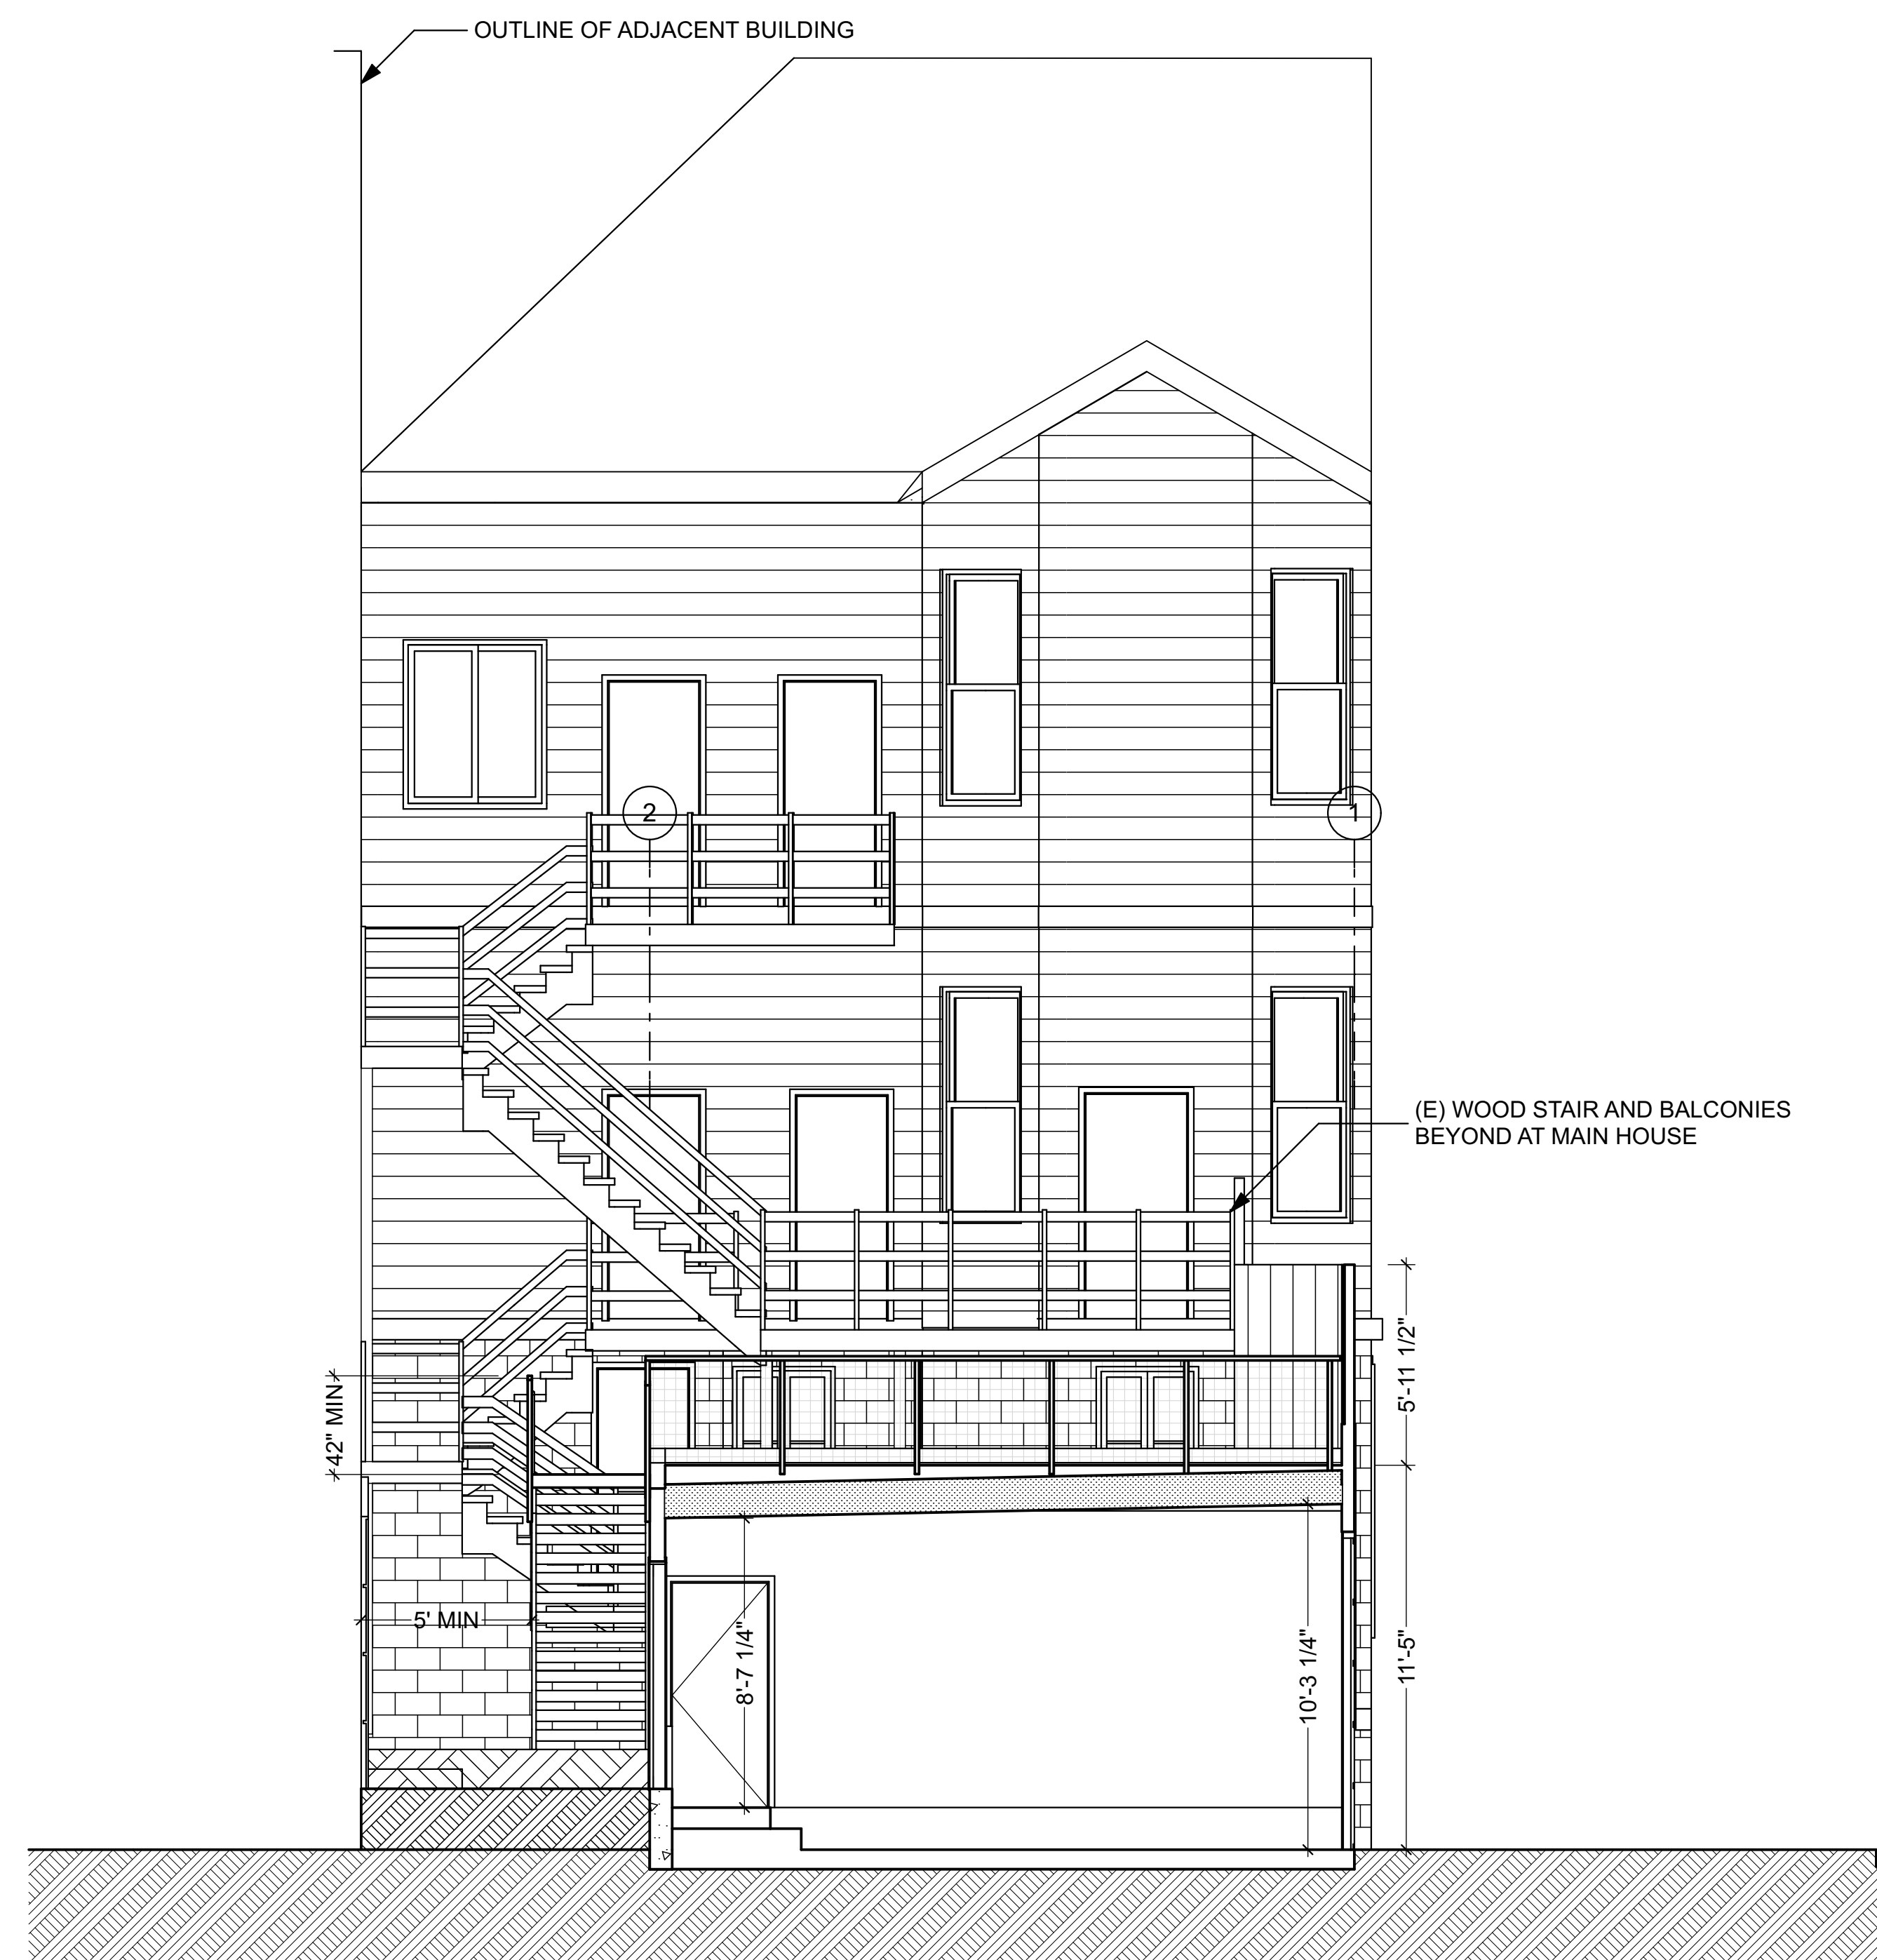 OUTLINE OF ADJACENT BUILDING
2
1
(E) WOOD STAIR AND BALCONIES
BEYOND AT MAIN HOUSE
5'-11 1/2"
42" MIN
5' MIN
8'-7 1/4"
10'-3 1/4"
11'-5"